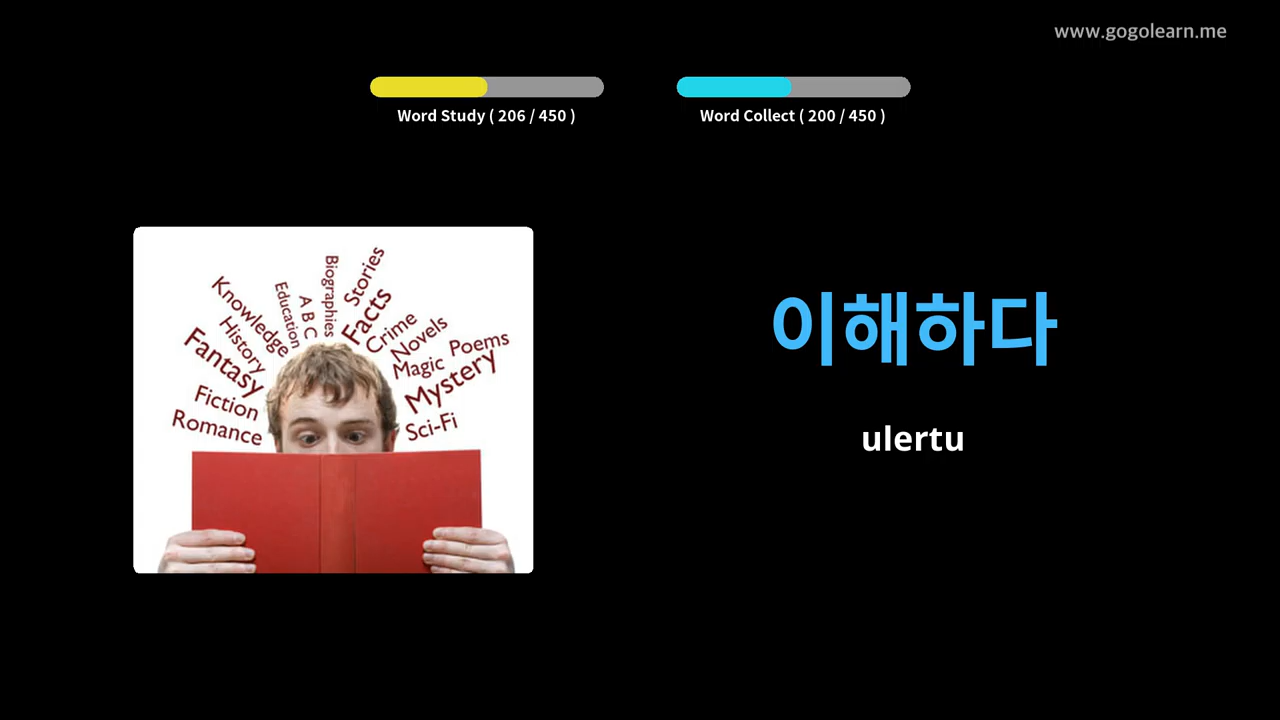 www.gogolearn.me
Word Study ( 206 / 450 )
Word Collect ( 200 / 450 )
이해하다
ulertu
Stories
Biographies
Facts
A B C
Education
Knowledge
Crime
History
Novels
Poems
Fantasy
Magic
Mystery
Fiction
Romance
Sci-Fi